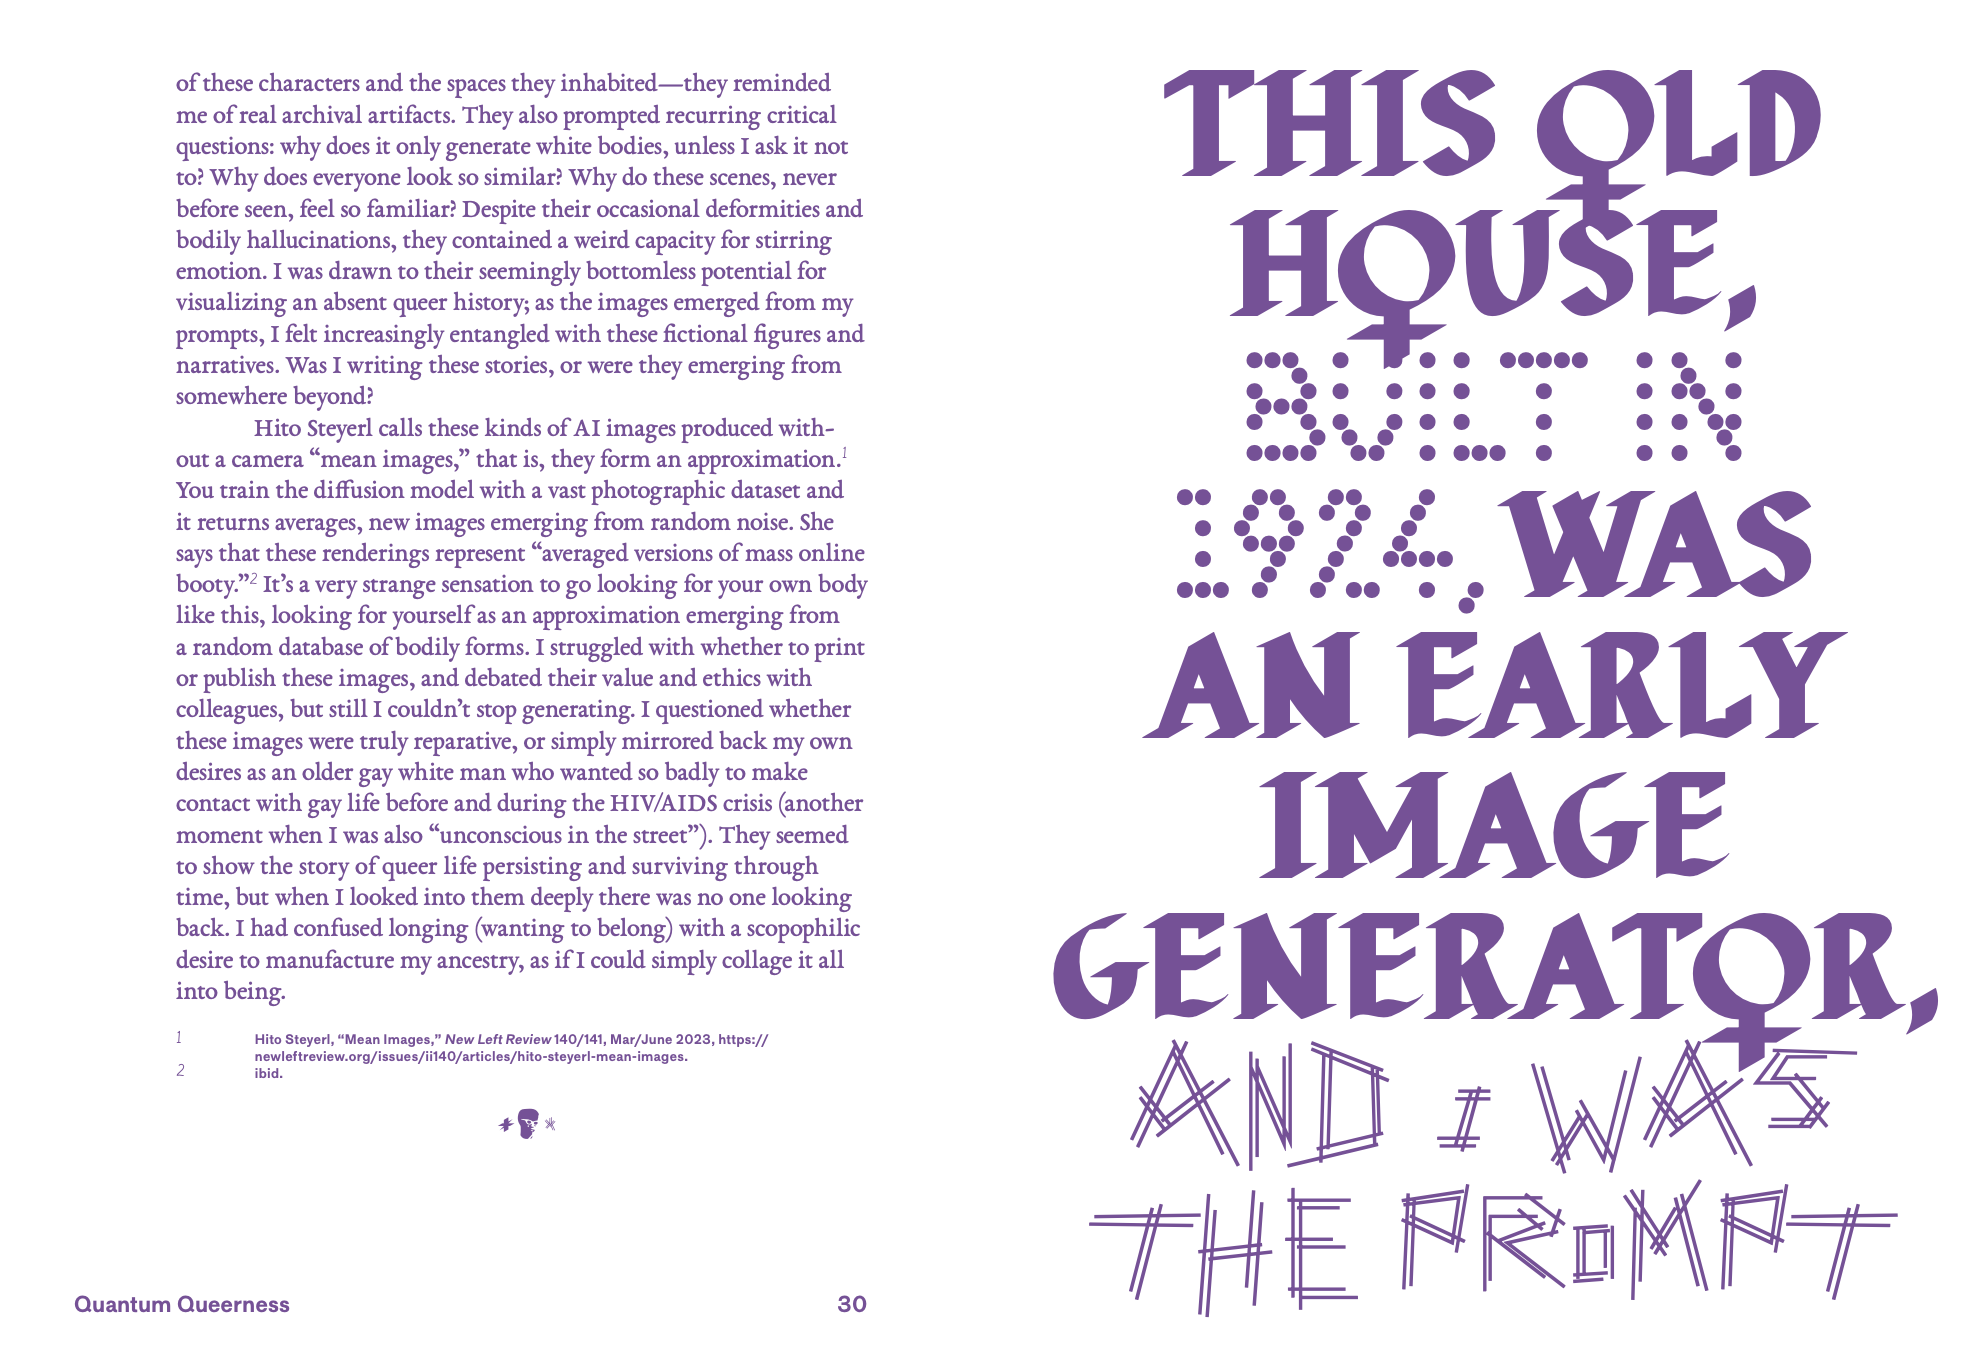 of these characters and the spaces they inhabited—they reminded
me of real archival artifacts. They also prompted recurring critical
questions: why does it only generate white bodies, unless I ask it not
to? Why does everyone look so similar? Why do these scenes, never
before seen, feel so familiar? Despite their occasional deformities and
bodily hallucinations, they contained a weird capacity for stirring
emotion. I was drawn to their seemingly bottomless potential for
visualizing an absent queer history; as the images emerged from my
prompts, I felt increasingly entangled with these fictional figures and
narratives. Was I writing these stories, or were they emerging from
somewhere beyond?
Hito Steyerl calls these kinds of AI images produced with-
out a camera “mean images,” that is, they form an approximation.1
You train the diffusion model with a vast photographic dataset and
it returns averages, new images emerging from random noise. She
says that these renderings represent “averaged versions of mass online
booty.”2 It’s a very strange sensation to go looking for your own body
like this, looking for yourself as an approximation emerging from
a random database of bodily forms. I struggled with whether to print
or publish these images, and debated their value and ethics with
colleagues, but still I couldn’t stop generating. I questioned whether
these images were truly reparative, or simply mirrored back my own
desires as an older gay white man who wanted so badly to make
contact with gay life before and during the HIV/AIDS crisis (another
moment when I was also “unconscious in the street”). They seemed
to show the story of queer life persisting and surviving through
time, but when I looked into them deeply there was no one looking
back. I had confused longing (wanting to belong) with a scopophilic
desire to manufacture my ancestry, as if I could simply collage it all
into being.
1 Hito Steyerl, “Mean Images,” New Left Review 140/141, Mar/June 2023, https://
newleftreview.org/issues/ii140/articles/hito-steyerl-mean-images.
2 ibid.
Quantum Queerness 30
THIS OLD
HOUSE,
BUILT IN
1924, WAS
AN EARLY
IMAGE
GENERATOR,
AND I WAS
THE PROMPT